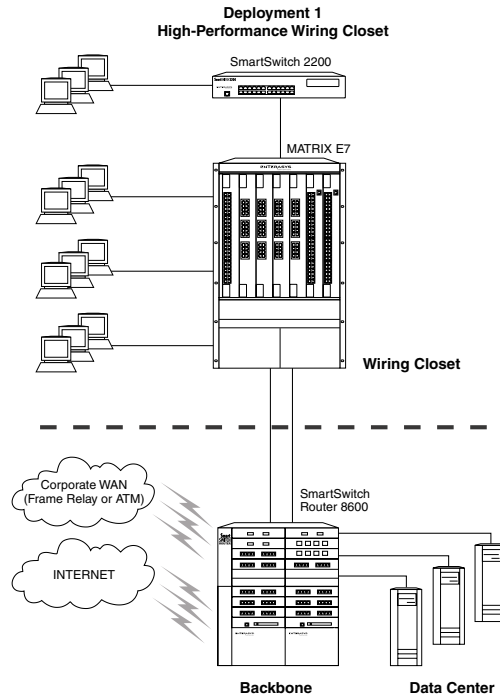 Deployment 1
High-Performance Wiring Closet
SmartSwitch 2200
MATRIX E7
ENTERASYS
Wiring Closet
Corporate WAN
(Frame Relay or ATM)
SmartSwitch
Router 8600
INTERNET
Backbone
Data Center